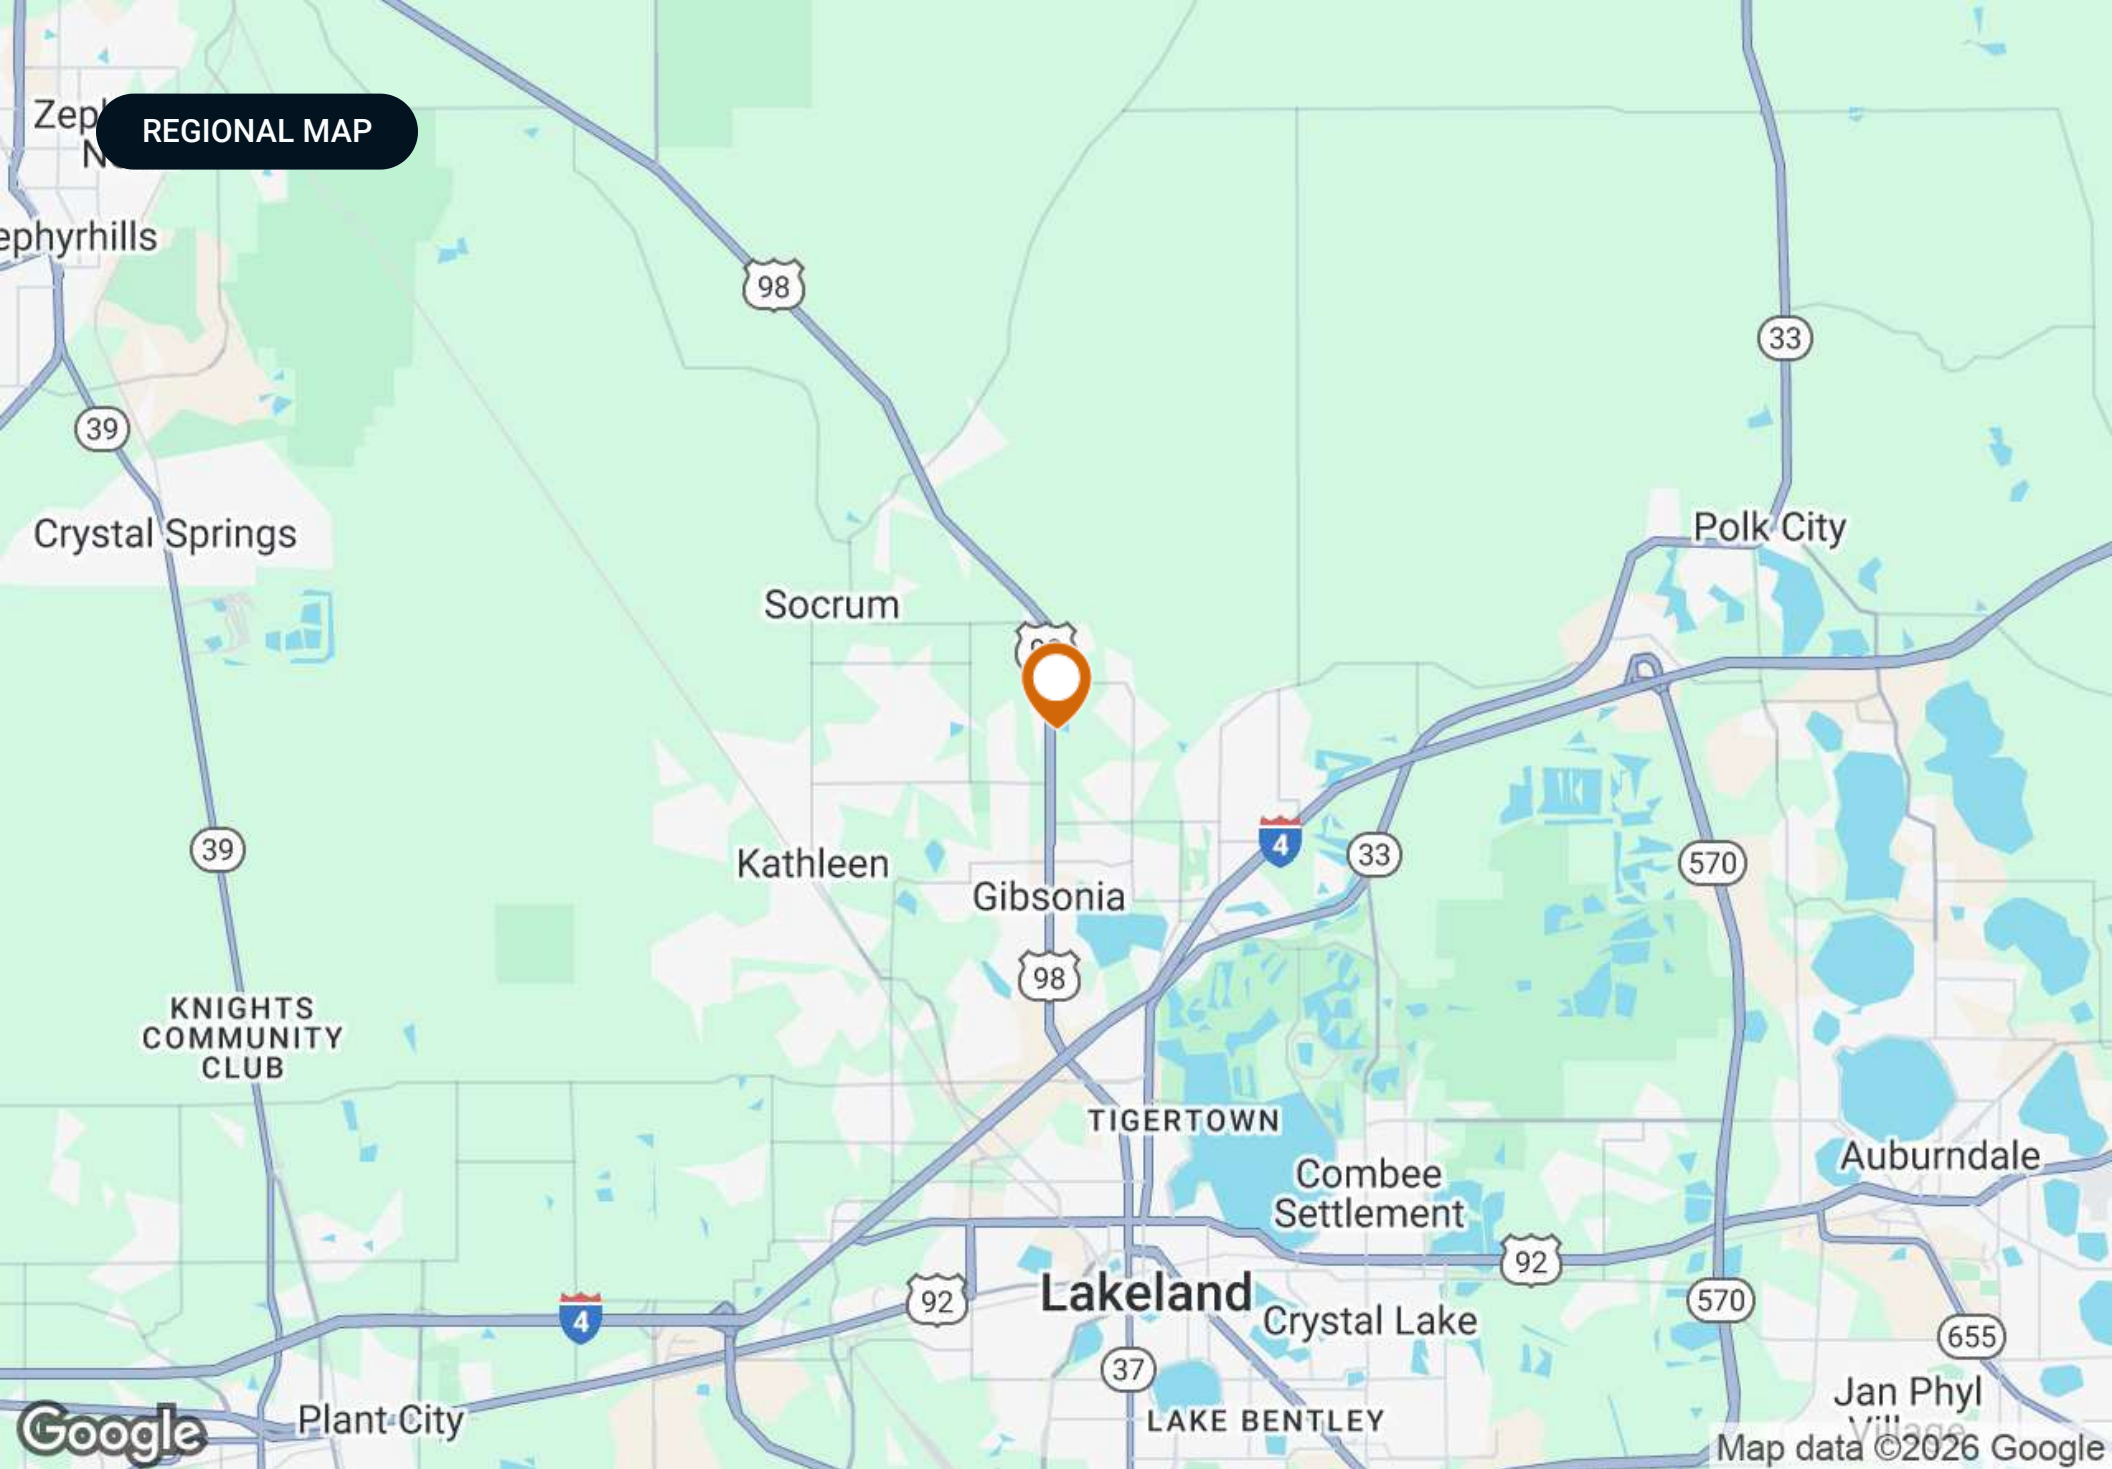 REGIONAL MAP
98
33
ephyrhills
39
Crystal Springs
Polk City
Socrum
4
33
39
570
Kathleen
Gibsonia
98
KNIGHTS
COMMUNITY
CLUB
TIGERTOWN
Auburndale
Combee
Settlement
92
92
Lakeland
570
4
Crystal Lake
655
37
Jan Phyl
Village
Plant City
LAKE BENTLEY
Google
Map data ©2026 Google